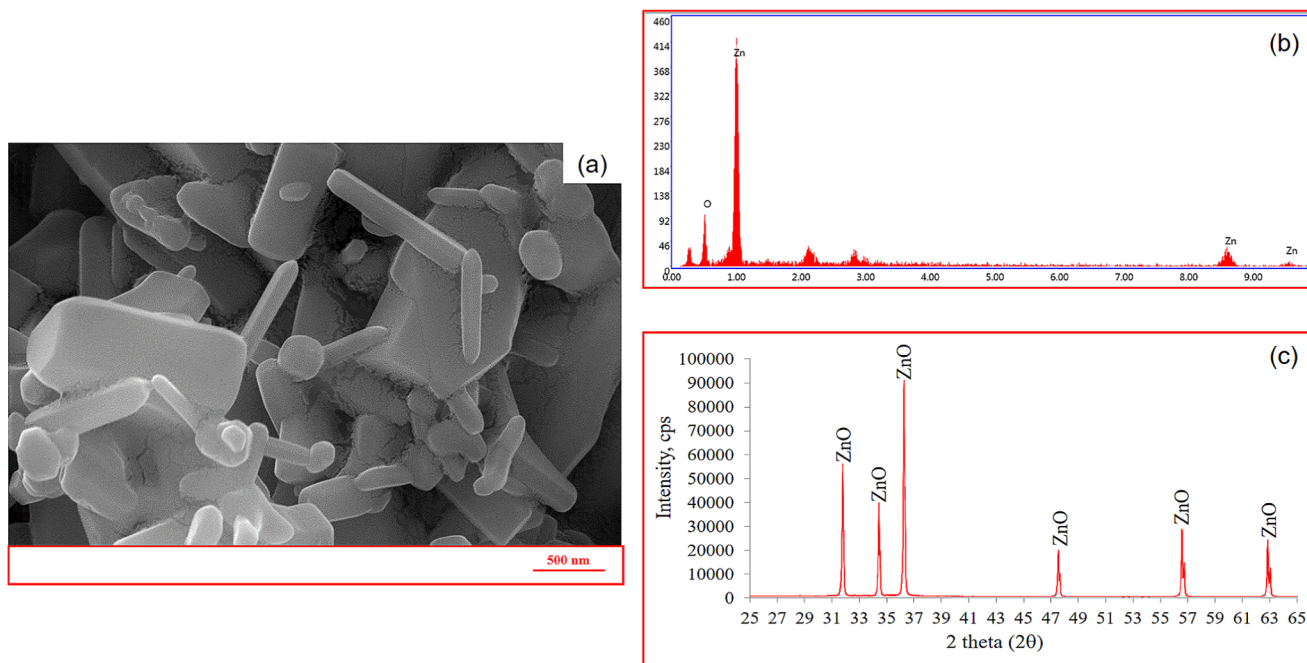 (a)
500 nm
(b)
460
414
368
322
276
230
184
138
92
46
0
Zn
O
Zn
Zn
0.00 1.00 2.00 3.00 4.00 5.00 6.00 7.00 8.00 9.00
(c)
Intensity, cps
100000
90000
80000
70000
60000
50000
40000
30000
20000
10000
0
ZnO
ZnO
ZnO
ZnO
ZnO
ZnO
25 27 29 31 33 35 37 39 41 43 45 47 49 51 53 55 57 59 61 63 65
2 theta (2θ)